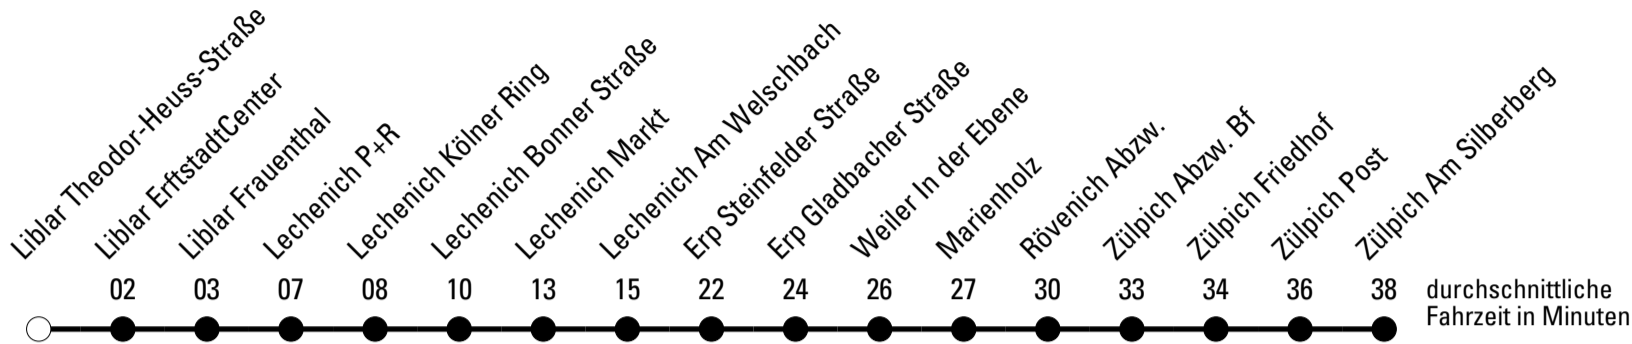 Liblar Theodor-Heuss-Straße
Liblar ErftstadtCenter
Liblar Frauenthal
Lechenich P+R
Lechenich Kölner Ring
Lechenich Bonner Straße
Lechenich Markt
Lechenich Am Welschbach
Erp Steinfelder Straße
Erp Gladbacher Straße
Weiler In der Ebene
Marienholz
Rövenich Abzw.
Zülpich Abzw. Bf
Zülpich Friedhof
Zülpich Post
Zülpich Am Silberberg
02 03 07 08 10 13 15 22 24 26 27 30 33 34 36 38
durchschnittliche
Fahrzeit in Minuten